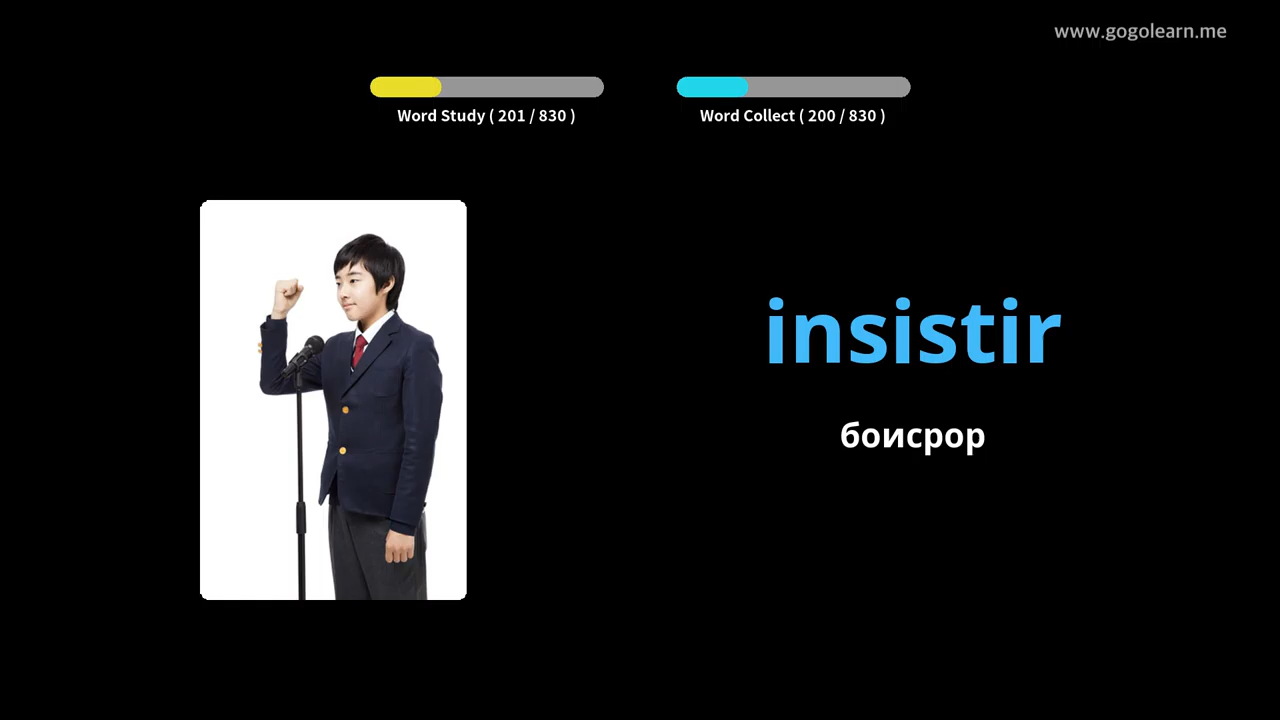 www.gogolearn.me
Word Study ( 201 / 830 )
Word Collect ( 200 / 830 )
insistir
боисрор